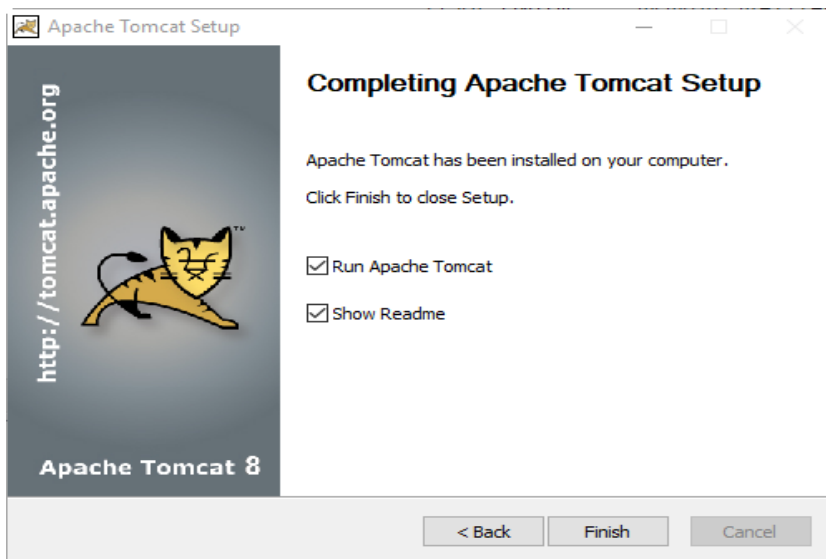 Apache Tomcat Setup
http://tomcat.apache.org
Completing Apache Tomcat Setup
Apache Tomcat has been installed on your computer.
Click Finish to close Setup.
Run Apache Tomcat
Show Readme
TM
Apache Tomcat 8
< Back
Finish
Cancel